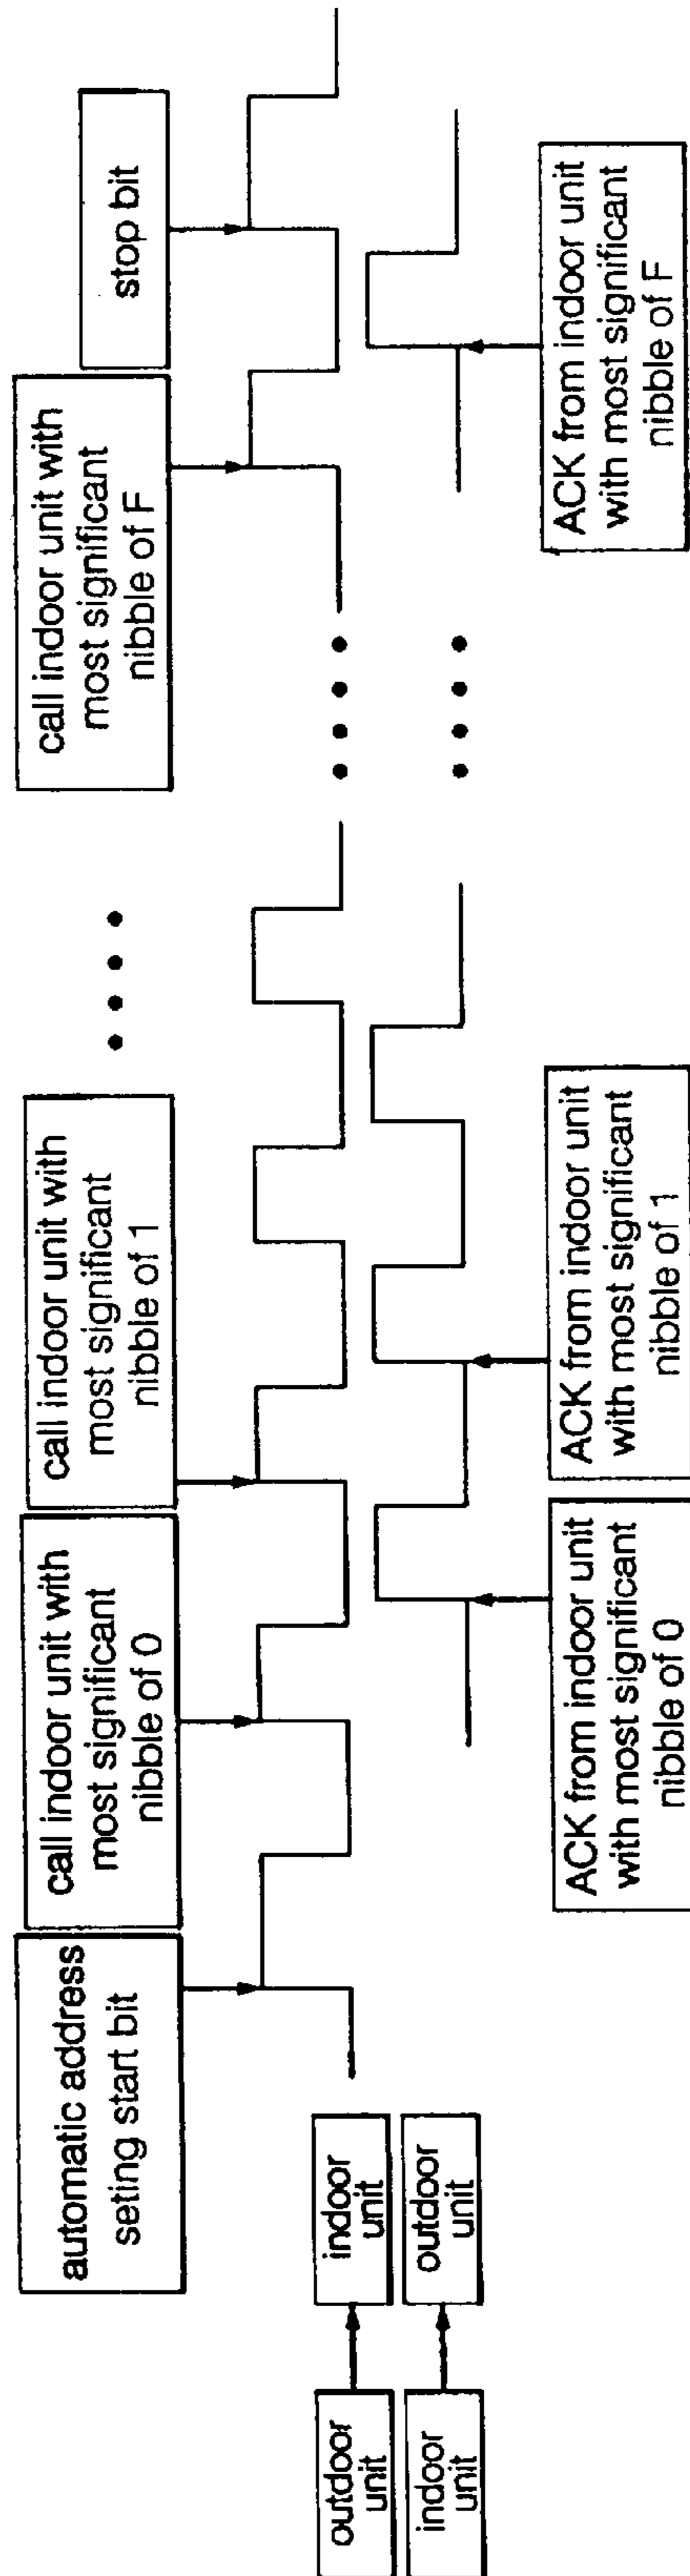 automatic address
seting start bit
call indoor unit with
most significant
nibble of 0
call indoor unit with
most significant
nibble of 1
call indoor unit with
most significant
nibble of F
stop bit
outdoor
unit
indoor
unit
indoor
unit
outdoor
unit
ACK from indoor unit
with most significant
nibble of 0
ACK from indoor unit
with most significant
nibble of 1
ACK from indoor unit
with most significant
nibble of F